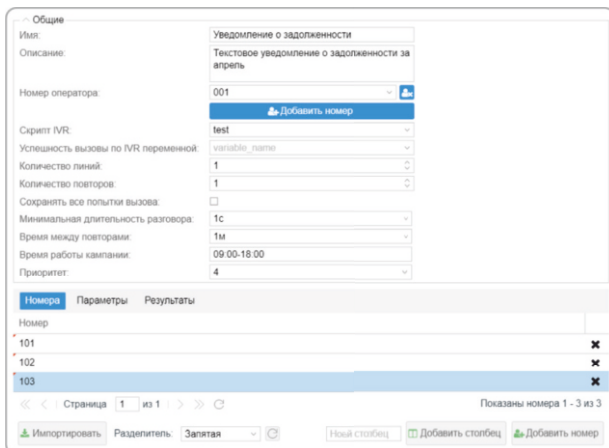 Общие
Имя: Уведомление о задолженности
Описание: Текстовое уведомление о задолженности за
апрель
Номер оператора: 001
Добавить номер
Скрипт IVR: test
Успешность вызовы по IVR переменной: variable_name
Количество линий: 1
Количество повторов: 1
Сохранять все попытки вызова:
Минимальная длительность разговора: 1с
Время между повторами: 1м
Время работы кампании: 09:00-18:00
Приоритет: 4
Номера Параметры Результаты
Номер
101
102
103
Страница 1 из 1 Показаны номера 1 - 3 из 3
Импортировать Разделитель: Запятая Ноый столбец Добавить столбец Добавить номер